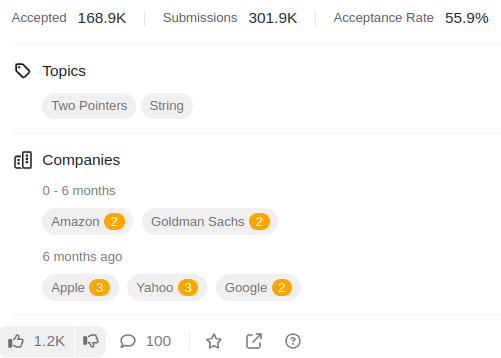 Accepted 168.9K Submissions 301.9K Acceptance Rate 55.9%
Topics
Two Pointers String
Companies
0 - 6 months
Amazon 2 Goldman Sachs 2
6 months ago
Apple 3 Yahoo 3 Google 2
1.2K 100